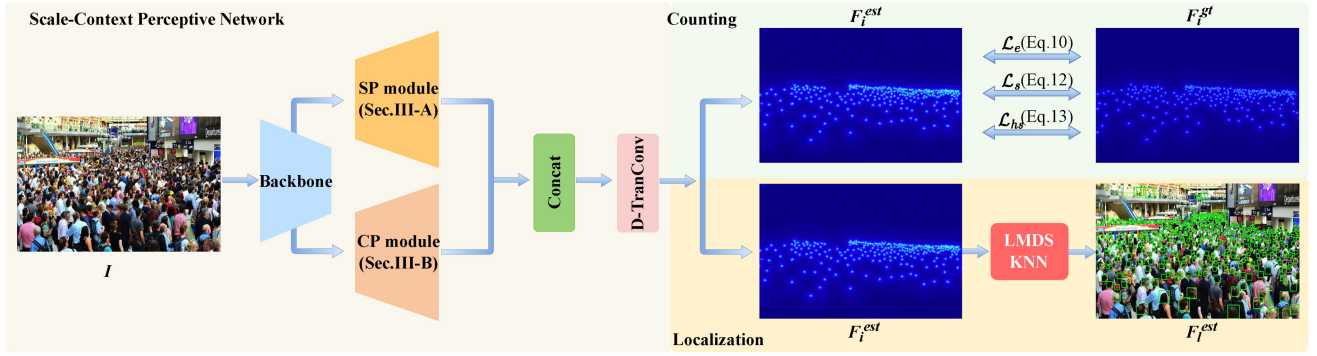 Scale-Context Perceptive Network
I
Backbone
SP module
(Sec.III-A)
CP module
(Sec.III-B)
Concat
D-TranConv
Counting
F_i^est
F_i^gt
ℒ_e(Eq.10)
ℒ_s(Eq.12)
ℒ_hs(Eq.13)
LMDS
KNN
Localization
F_i^est
F_l^est